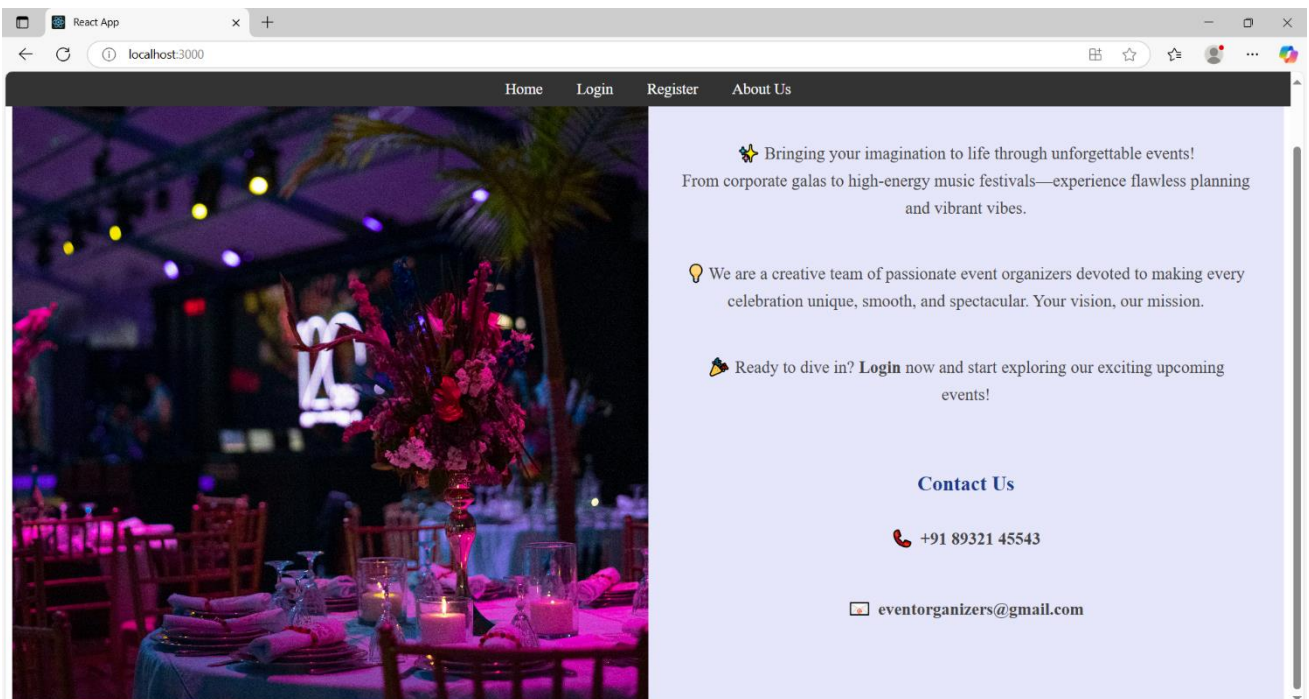 React App
localhost:3000
Home Login Register About Us
✨ Bringing your imagination to life through unforgettable events!
From corporate galas to high-energy music festivals—experience flawless planning
and vibrant vibes.
💡 We are a creative team of passionate event organizers devoted to making every
celebration unique, smooth, and spectacular. Your vision, our mission.
🎉 Ready to dive in? Login now and start exploring our exciting upcoming
events!
Contact Us
📞 +91 89321 45543
📧 eventorganizers@gmail.com